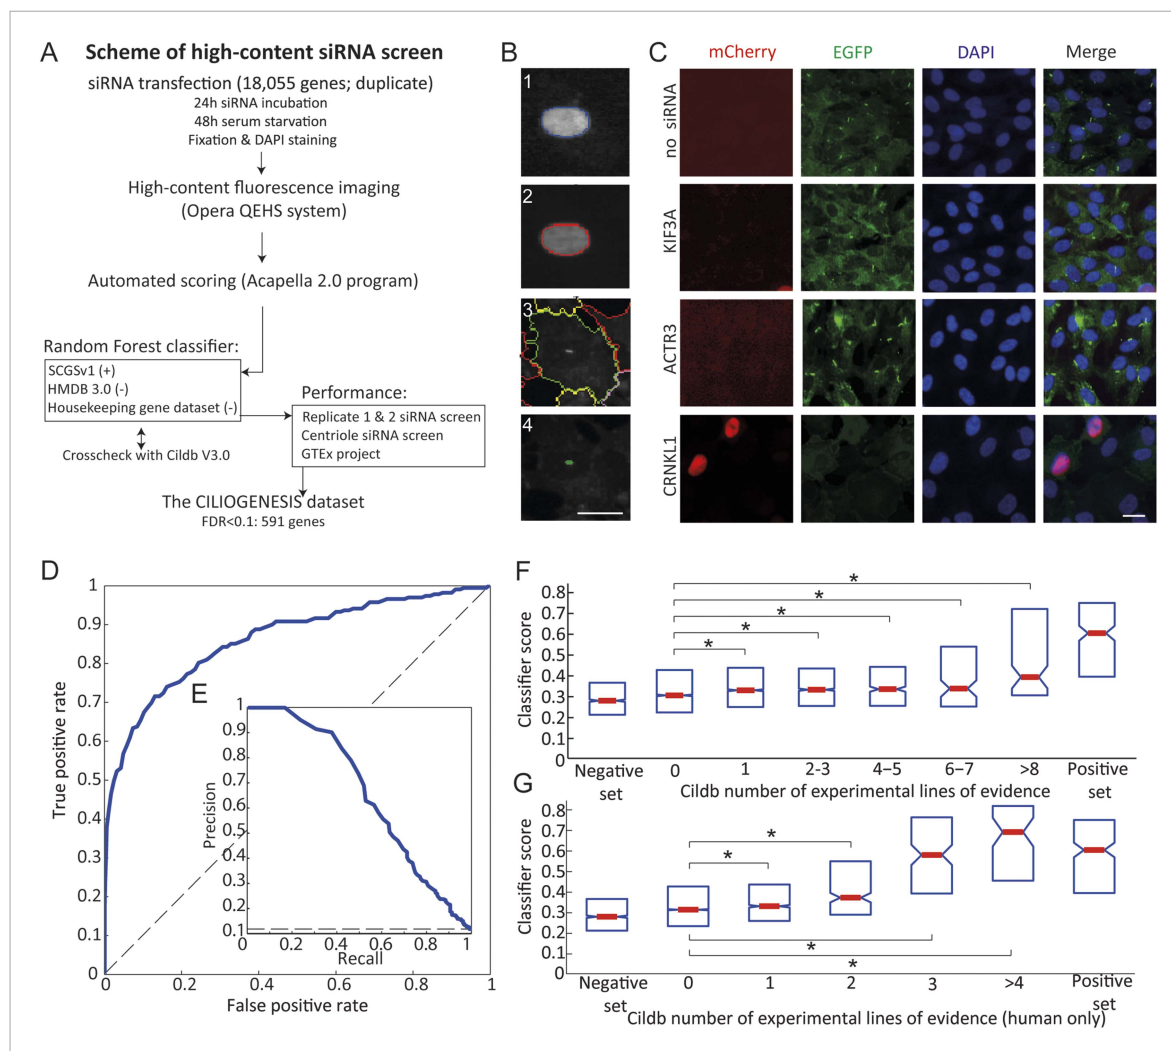 A
Scheme of high-content siRNA screen
siRNA transfection (18,055 genes; duplicate)
24h siRNA incubation
48h serum starvation
Fixation & DAPI staining
High-content fluorescence imaging
(Opera QEHS system)
Automated scoring (Acapella 2.0 program)
Random Forest classifier:
SCGSv1 (+)
HMDB 3.0 (-)
Housekeeping gene dataset (-)
Crosscheck with Cildb V3.0
Performance:
Replicate 1 & 2 siRNA screen
Centriole siRNA screen
GTEx project
The CILIOGENESIS dataset
FDR<0.1: 591 genes
B
1
2
3
4
C
mCherry
EGFP
DAPI
Merge
no siRNA
KIF3A
ACTR3
CRNKL1
D
True positive rate
1
0.9
0.8
0.7
0.6
0.5
0.4
0.3
0.2
0.1
0
0
0.2
0.4
0.6
0.8
1
False positive rate
E
Precision
1
0.9
0.8
0.7
0.6
0.5
0.4
0.3
0.2
0.1
0
0.2
0.4
0.6
0.8
1
Recall
F
Classifier score
0.8
0.7
0.6
0.5
0.4
0.3
0.2
0.1
0
*
*
*
*
*
Negative set
0
1
2-3
4–5
6–7
>8
Positive set
Cildb number of experimental lines of evidence
G
Classifier score
0.8
0.7
0.6
0.5
0.4
0.3
0.2
0.1
0
*
*
*
*
Negative set
0
1
2
3
>4
Positive set
Cildb number of experimental lines of evidence (human only)